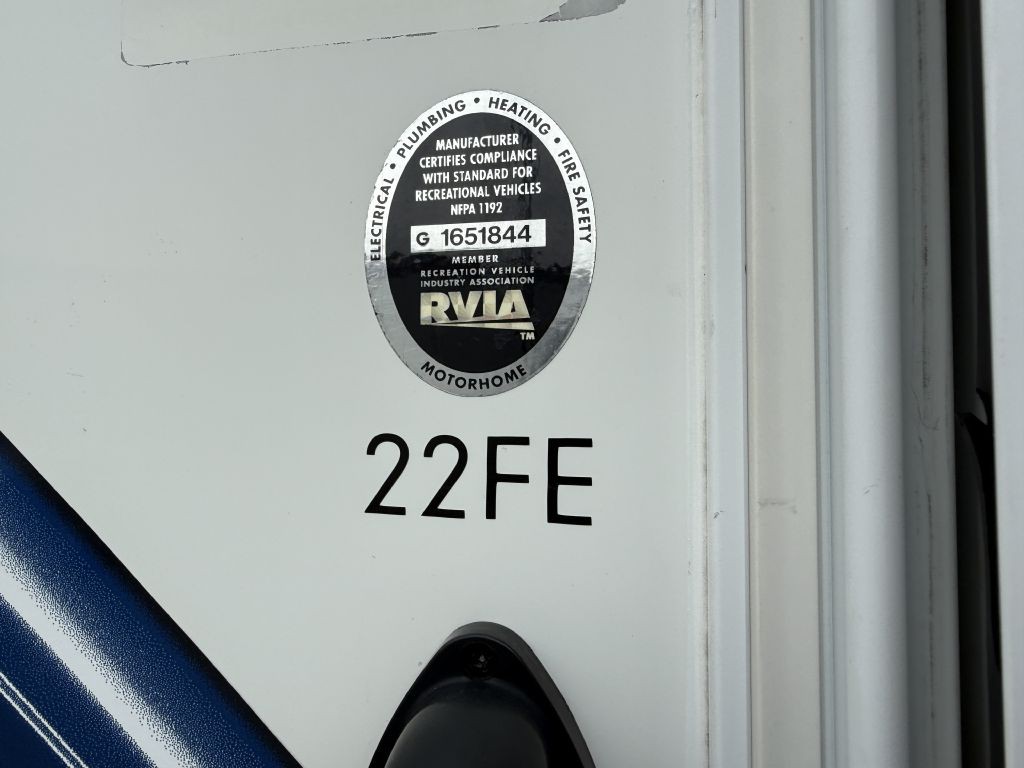 ELECTRICAL • PLUMBING • HEATING • FIRE SAFETY
MANUFACTURER
CERTIFIES COMPLIANCE
WITH STANDARD FOR
RECREATIONAL VEHICLES
NFPA 1192
G 1651844
MEMBER
RECREATION VEHICLE
INDUSTRY ASSOCIATION
RVIA
TM
MOTORHOME
22FE